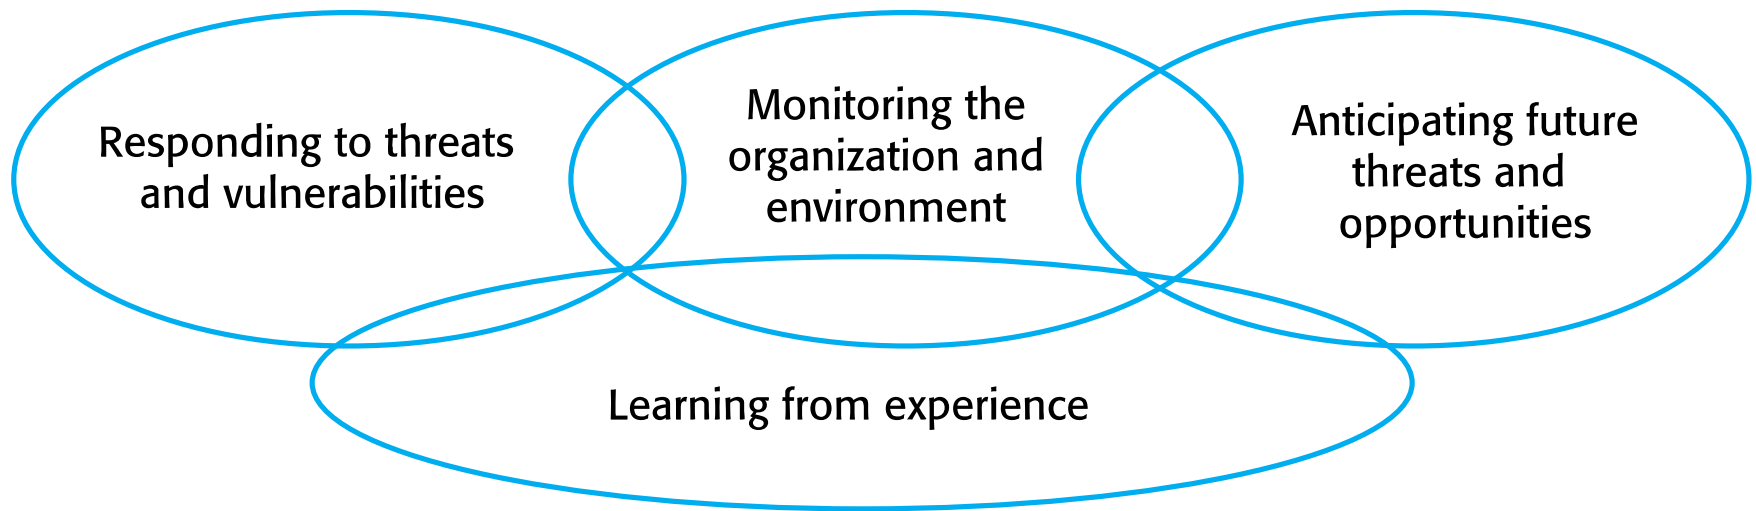 Responding to threats
and vulnerabilities
Monitoring the
organization and
environment
Anticipating future
threats and
opportunities
Learning from experience